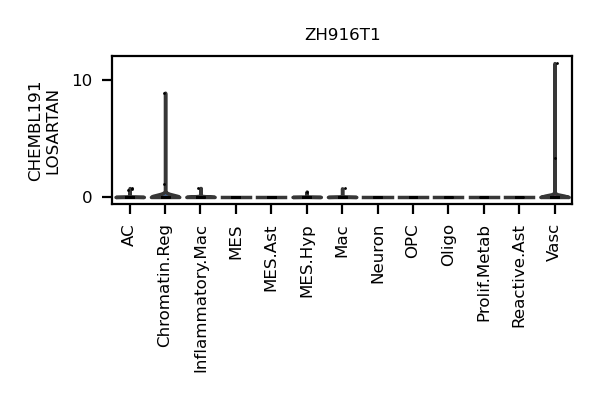 ZH916T1
CHEMBL191
LOSARTAN
10
0
AC
Chromatin.Reg
Inflammatory.Mac
MES
MES.Ast
MES.Hyp
Mac
Neuron
OPC
Oligo
Prolif.Metab
Reactive.Ast
Vasc